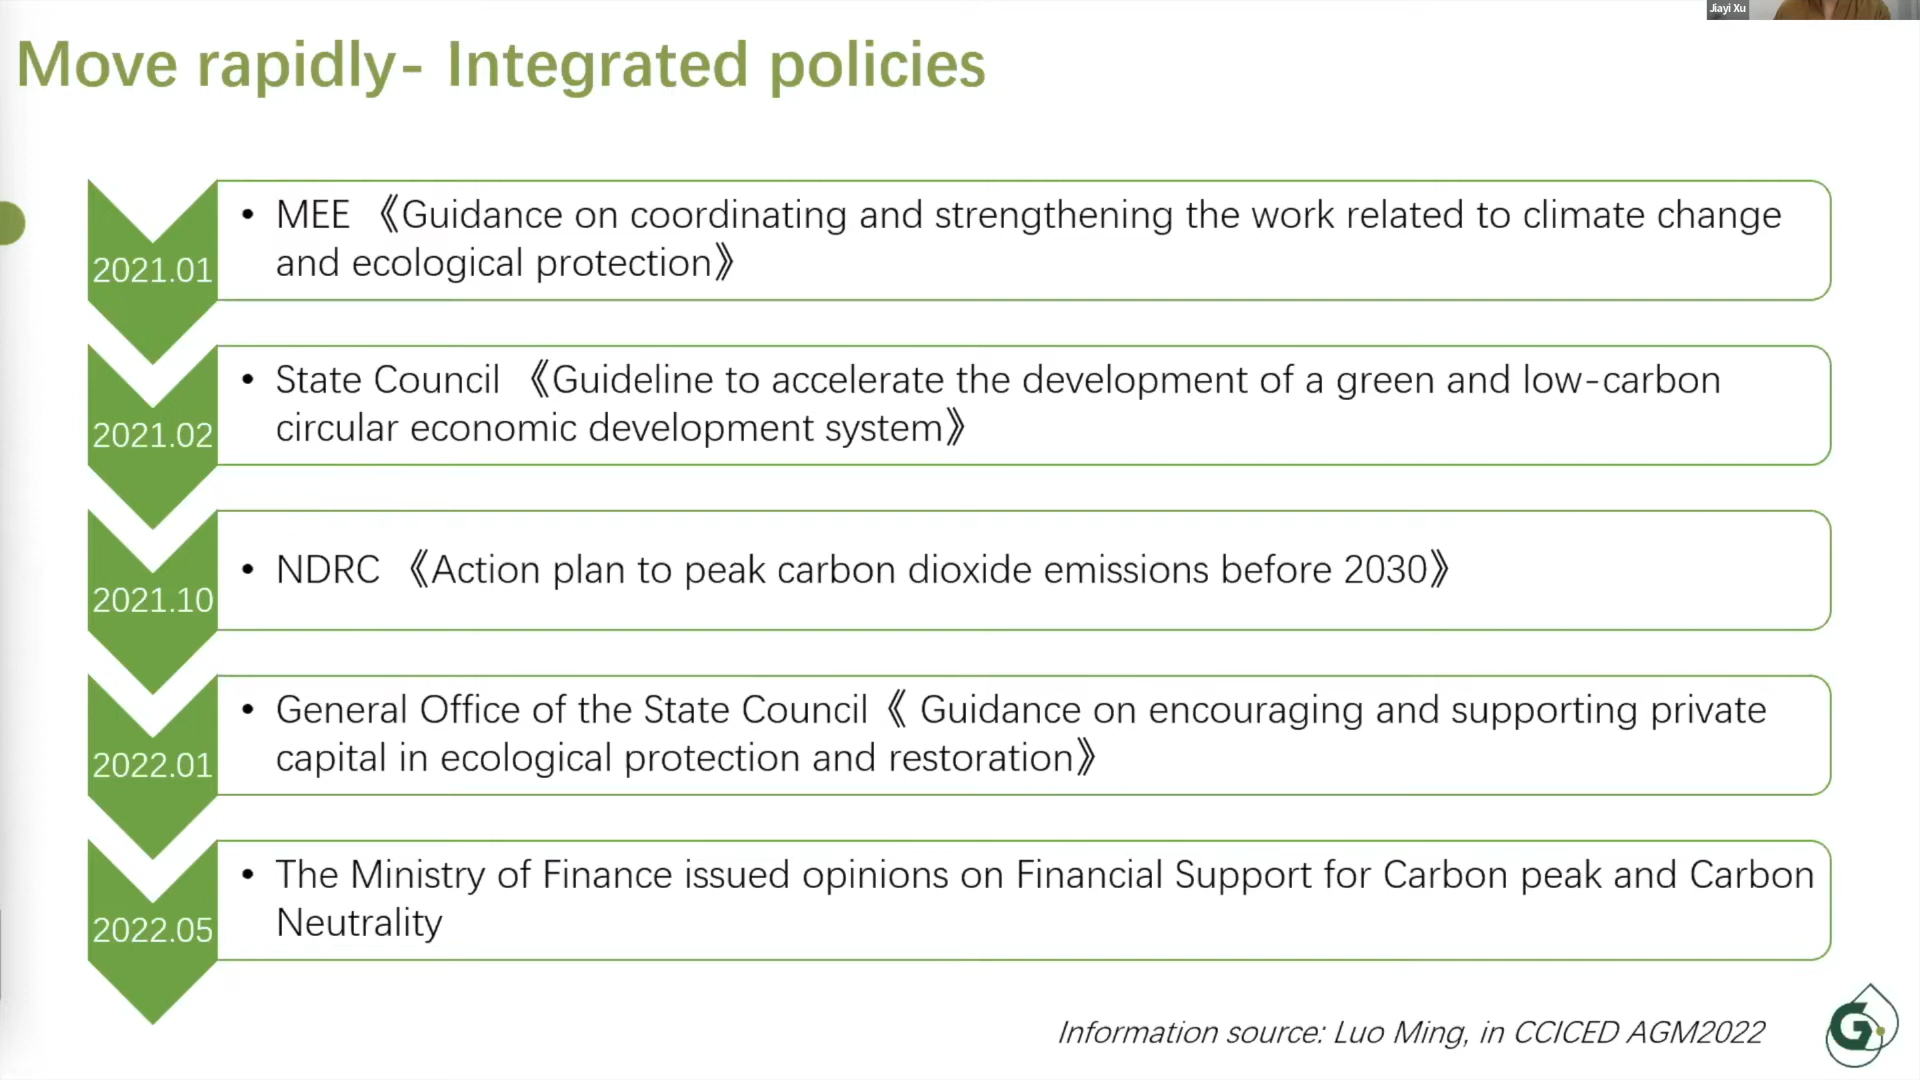 Jiayi Xu
Move rapidly- Integrated policies
2021.01
• MEE 《Guidance on coordinating and strengthening the work related to climate change
and ecological protection》
2021.02
• State Council 《Guideline to accelerate the development of a green and low-carbon
circular economic development system》
2021.10
• NDRC 《Action plan to peak carbon dioxide emissions before 2030》
2022.01
• General Office of the State Council《 Guidance on encouraging and supporting private
capital in ecological protection and restoration》
2022.05
• The Ministry of Finance issued opinions on Financial Support for Carbon peak and Carbon
Neutrality
Information source: Luo Ming, in CCICED AGM2022
G